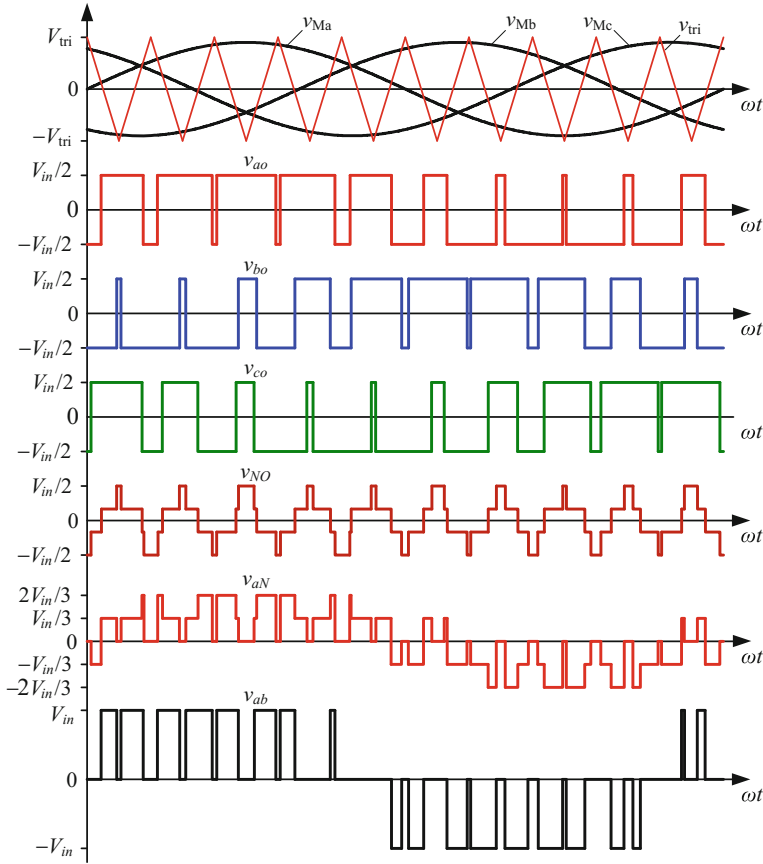 v_Ma v_Mb v_Mc v_tri
V_tri
0 ωt
−V_tri
v_ao
V_in/2
0 ωt
−V_in/2
v_bo
V_in/2
0 ωt
−V_in/2
v_co
V_in/2
0 ωt
−V_in/2
v_NO
V_in/2
0 ωt
−V_in/2
v_aN
2V_in/3
V_in/3
0 ωt
−V_in/3
−2V_in/3
v_ab
V_in
0 ωt
−V_in